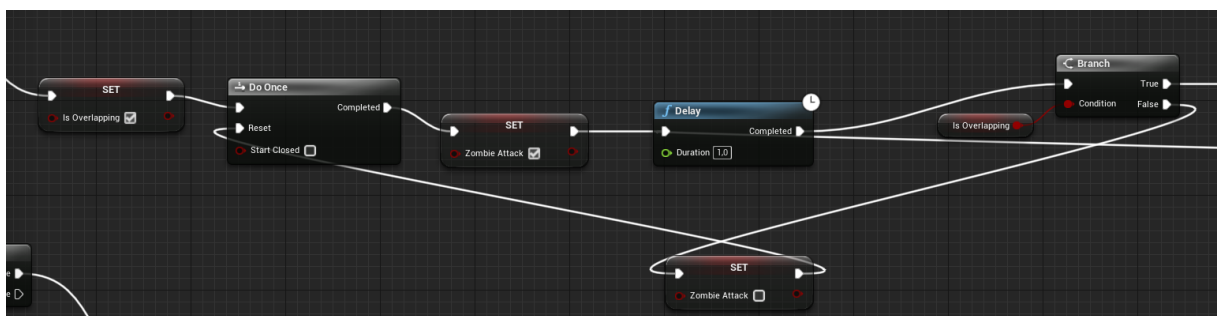 SET
Is Overlapping
Do Once
Completed
Reset
Start Closed
SET
Zombie Attack
Delay
Completed
Duration 1,0
Is Overlapping
Branch
True
Condition
False
SET
Zombie Attack
e
e